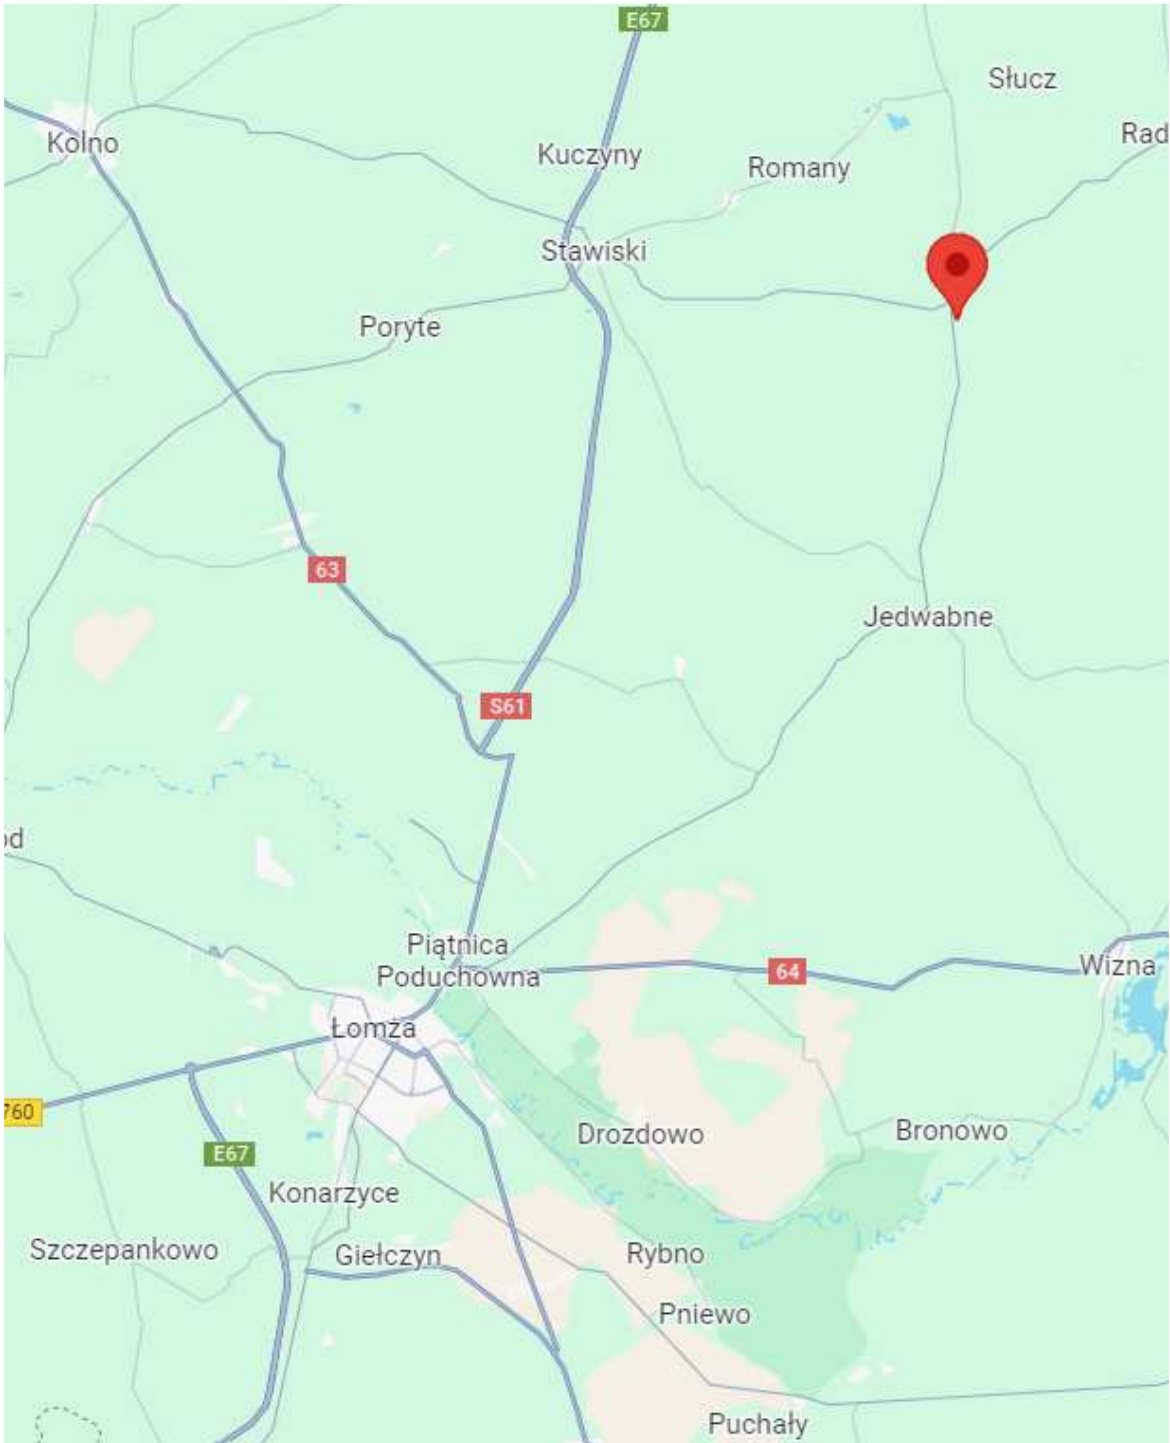 E67
Słucz
Rad
Kolno
Kuczyny
Romany
Stawiski
Poryte
63
Jedwabne
S61
od
Piątnica
Poduchowna
64
Wizna
Łomża
760
Drozdowo
Bronowo
E67
Konarzyce
Szczepankowo
Giełczyn
Rybno
Pniewo
Puchały